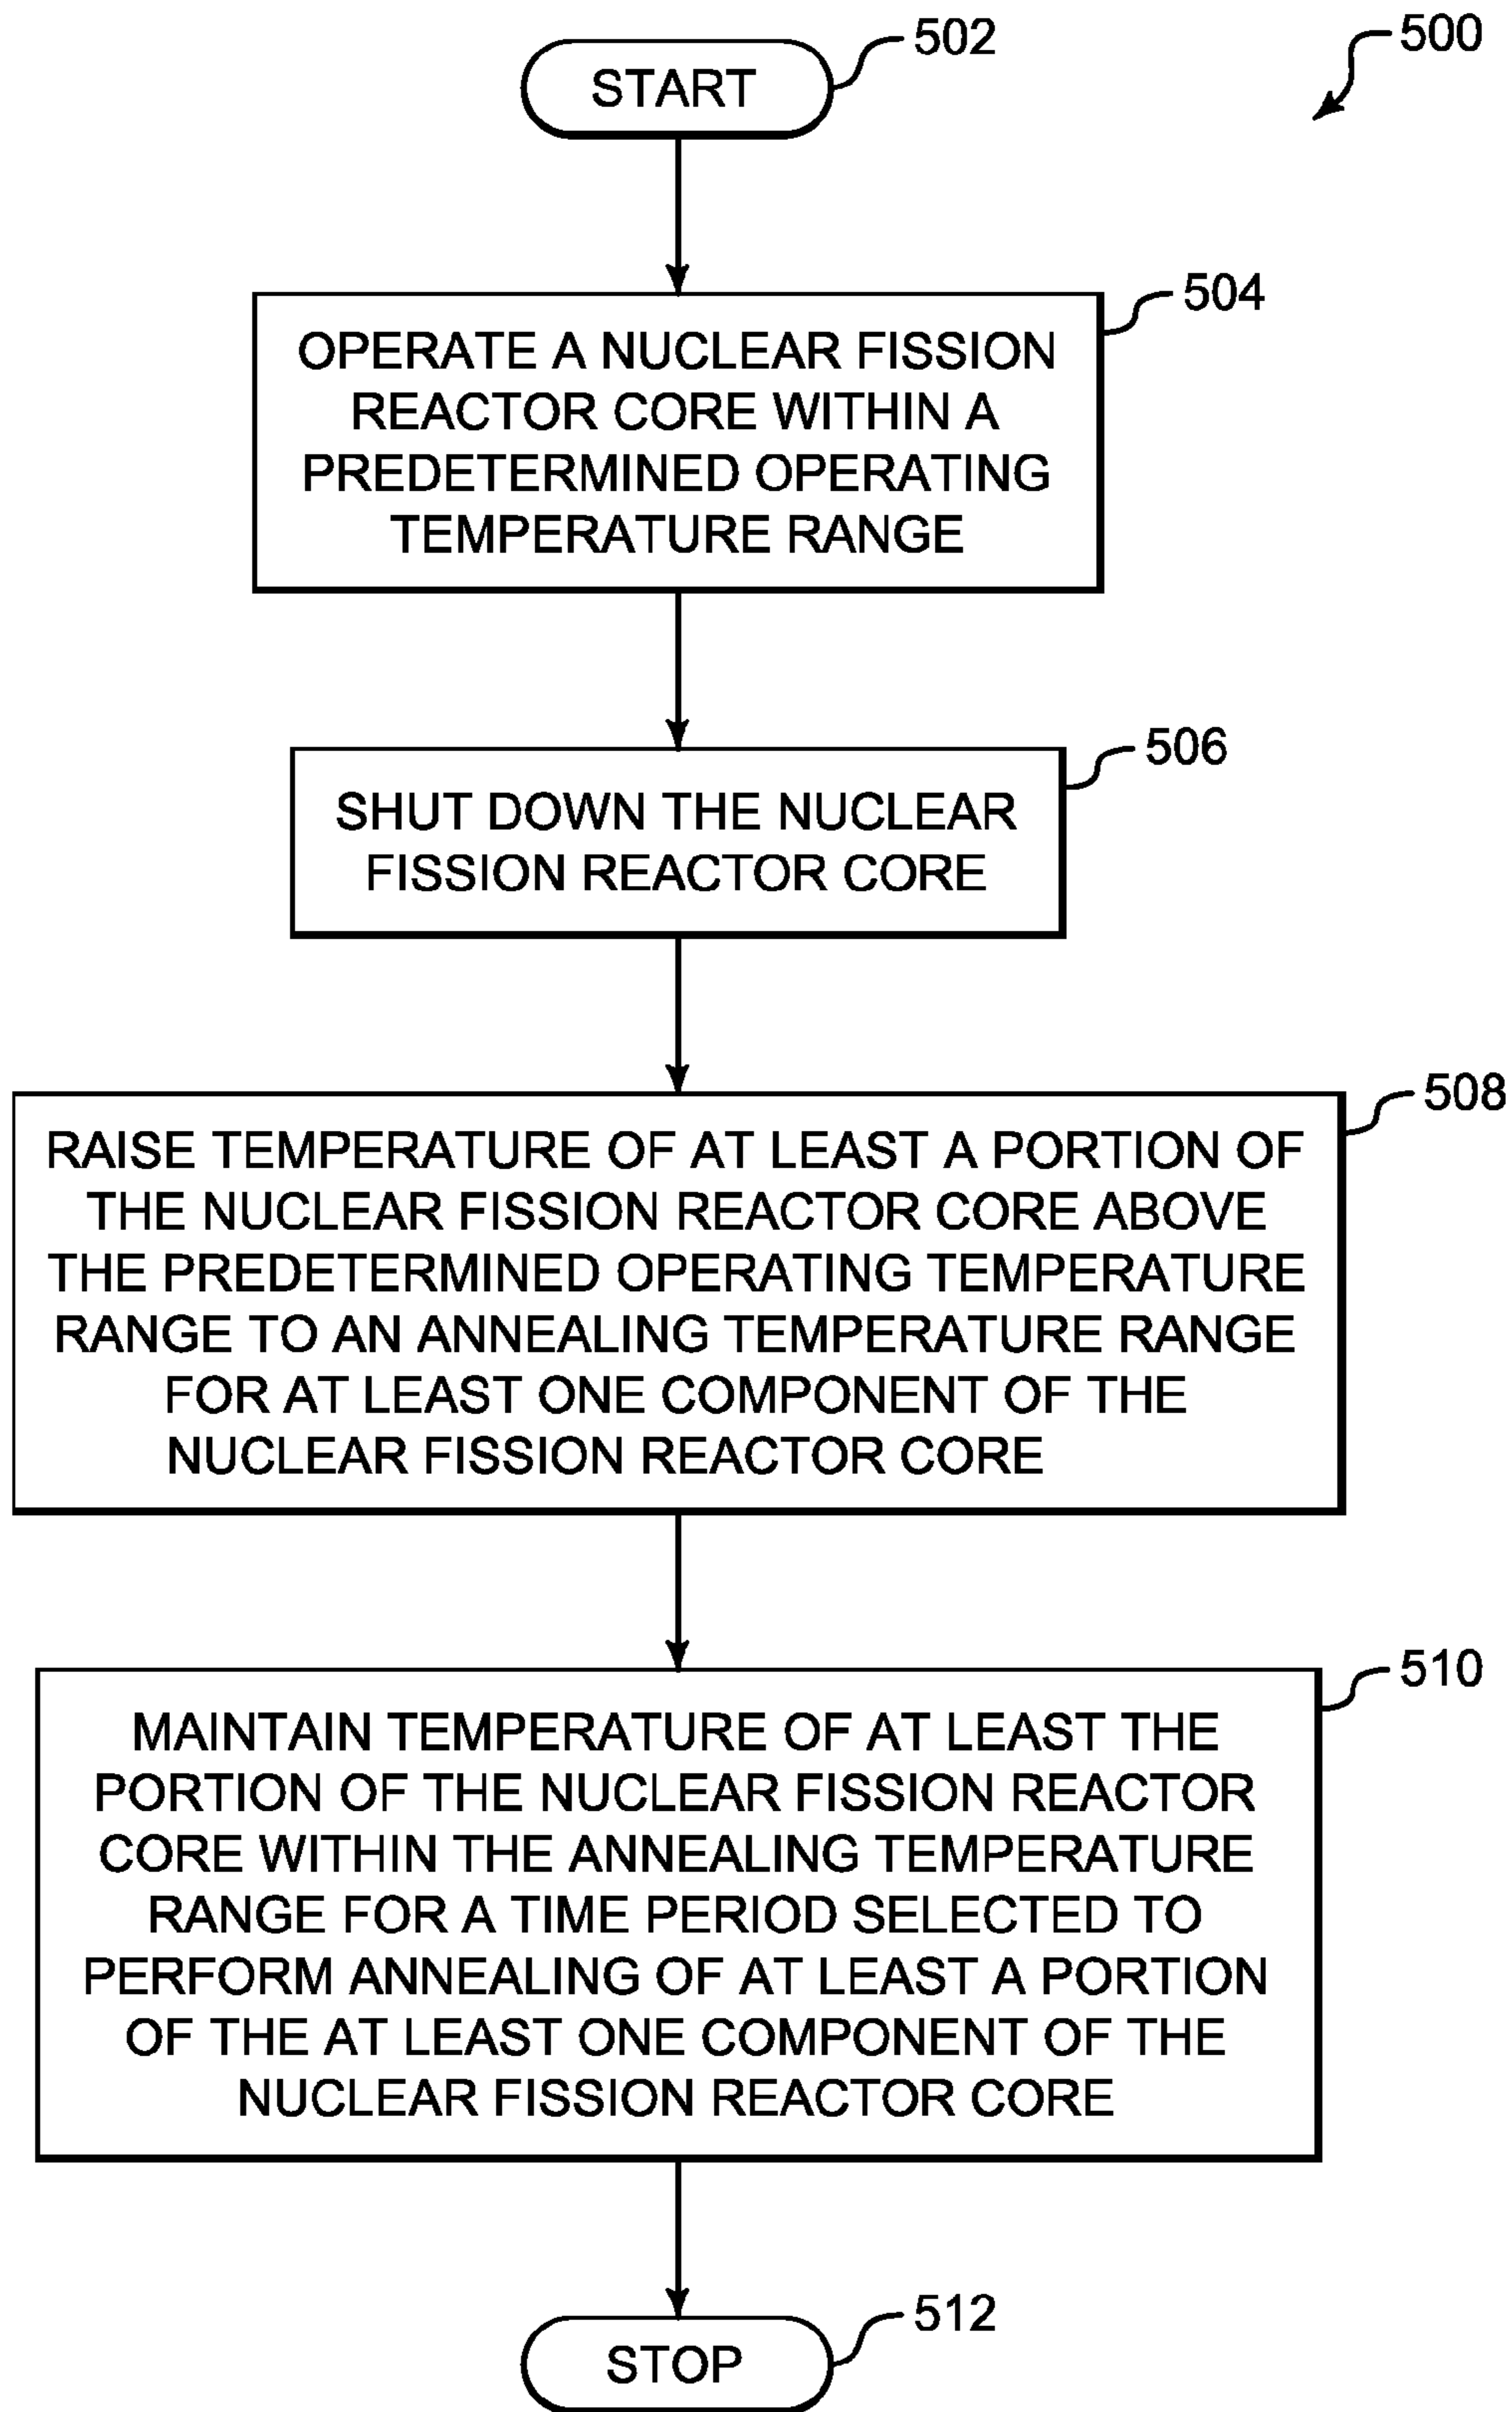 500
502
START
504
OPERATE A NUCLEAR FISSION
REACTOR CORE WITHIN A
PREDETERMINED OPERATING
TEMPERATURE RANGE
506
SHUT DOWN THE NUCLEAR
FISSION REACTOR CORE
508
RAISE TEMPERATURE OF AT LEAST A PORTION OF
THE NUCLEAR FISSION REACTOR CORE ABOVE
THE PREDETERMINED OPERATING TEMPERATURE
RANGE TO AN ANNEALING TEMPERATURE RANGE
FOR AT LEAST ONE COMPONENT OF THE
NUCLEAR FISSION REACTOR CORE
510
MAINTAIN TEMPERATURE OF AT LEAST THE
PORTION OF THE NUCLEAR FISSION REACTOR
CORE WITHIN THE ANNEALING TEMPERATURE
RANGE FOR A TIME PERIOD SELECTED TO
PERFORM ANNEALING OF AT LEAST A PORTION
OF THE AT LEAST ONE COMPONENT OF THE
NUCLEAR FISSION REACTOR CORE
512
STOP